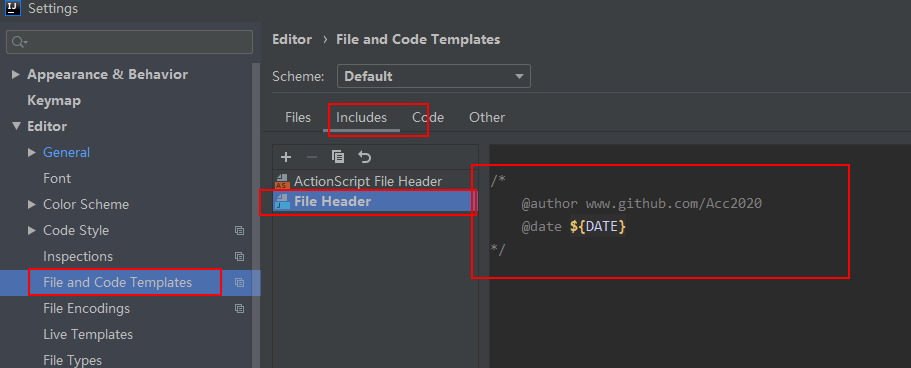 IJ
Settings
Editor › File and Code Templates
Appearance & Behavior
Scheme: Default
Keymap
Files Includes Code Other
Editor
General
Font
ActionScript File Header
File Header
Color Scheme
Code Style
Inspections
File and Code Templates
File Encodings
Live Templates
File Types
/*
@author www.github.com/Acc2020
@date ${DATE}
*/